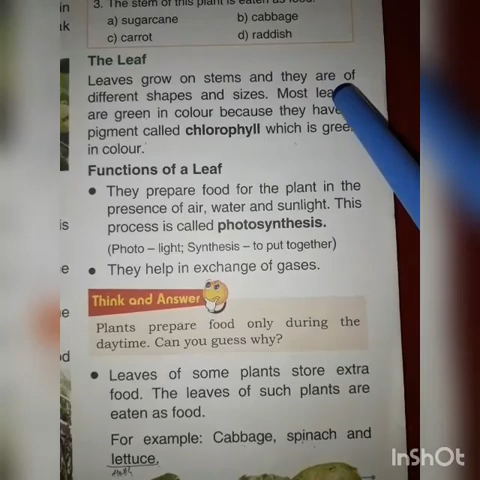 3. The stem of this plant is eaten as food.
a) sugarcane b) cabbage
c) carrot d) raddish
The Leaf
Leaves grow on stems and they are of
different shapes and sizes. Most
are green in colour because they have
pigment called chlorophyll which is
in colour.
Functions of a Leaf
• They prepare food for the plant in the
presence of air, water and sunlight. This
process is called photosynthesis.
(Photo – light; Synthesis – to put together)
• They help in exchange of gases.
Think and Answer
Plants prepare food only during the
daytime. Can you guess why?
• Leaves of some plants store extra
food. The leaves of such plants are
eaten as food.
For example: Cabbage, spinach and
lettuce.
InShOt